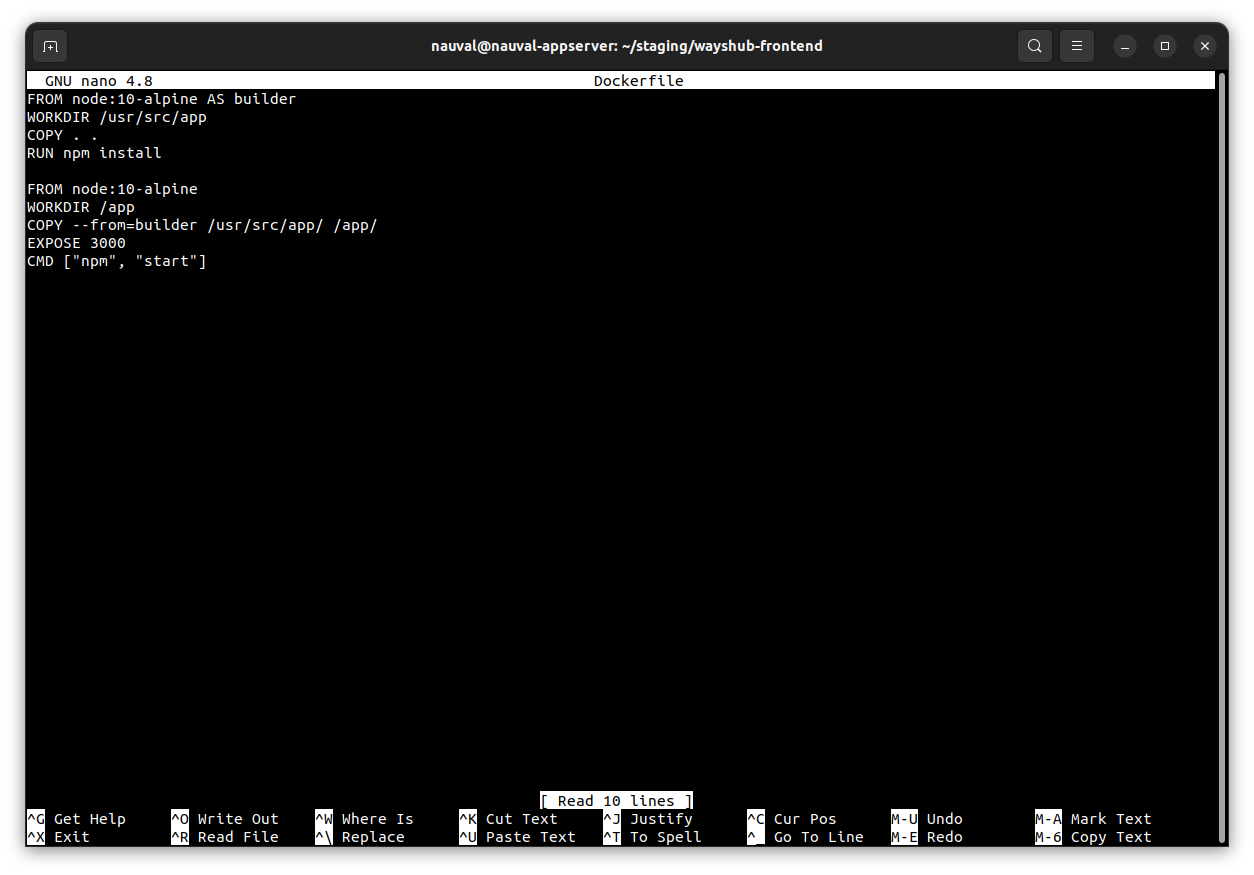 nauval@nauval-appserver: ~/staging/wayshub-frontend
GNU nano 4.8 Dockerfile
FROM node:10-alpine AS builder
WORKDIR /usr/src/app
COPY . .
RUN npm install
FROM node:10-alpine
WORKDIR /app
COPY --from=builder /usr/src/app/ /app/
EXPOSE 3000
CMD ["npm", "start"]
[ Read 10 lines ]
^G Get Help ^O Write Out ^W Where Is ^K Cut Text ^J Justify ^C Cur Pos M-U Undo M-A Mark Text
^X Exit ^R Read File ^\ Replace ^U Paste Text ^T To Spell ^_ Go To Line M-E Redo M-6 Copy Text